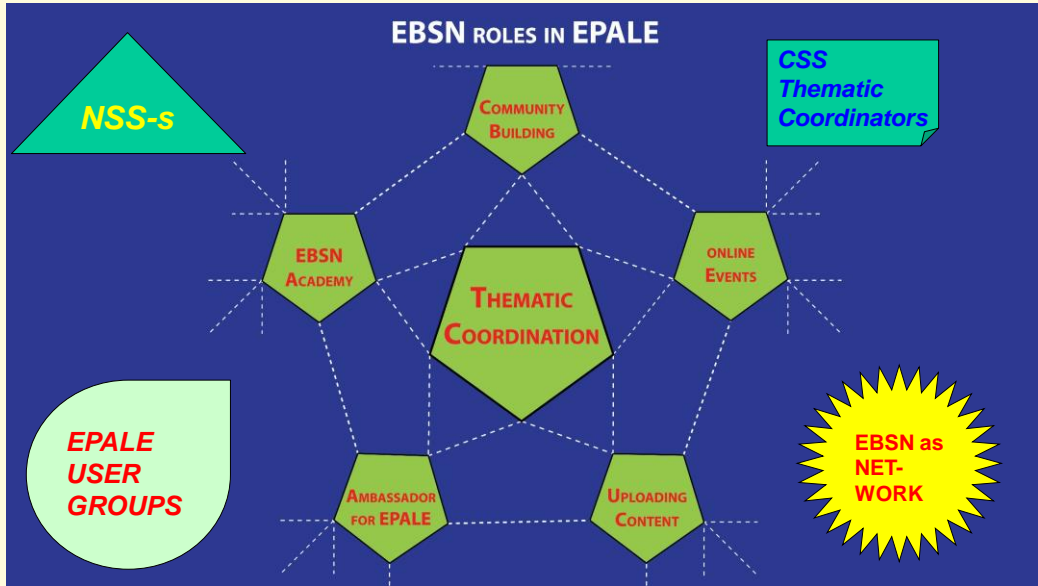 EBSN ROLES IN EPALE
NSS-s
CSS
Thematic
Coordinators
COMMUNITY
BUILDING
EBSN
ACADEMY
ONLINE
EVENTS
THEMATIC
COORDINATION
EPALE
USER
GROUPS
AMBASSADOR
FOR EPALE
UPLOADING
CONTENT
EBSN as
NET-
WORK